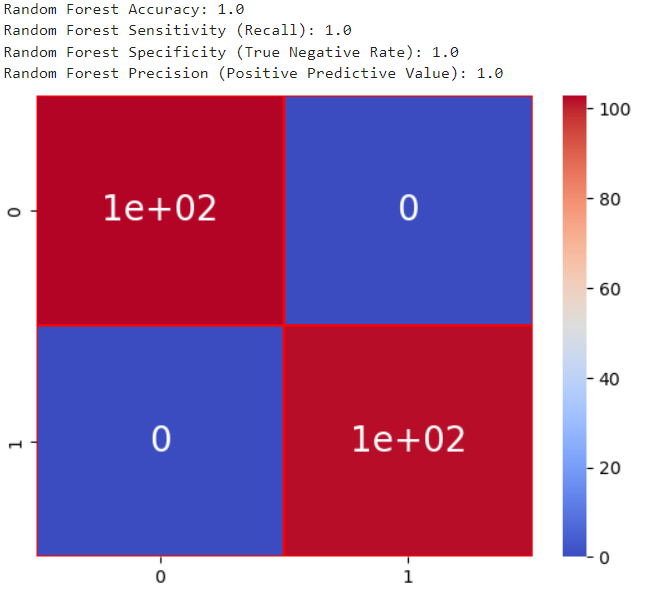 Random Forest Accuracy: 1.0
Random Forest Sensitivity (Recall): 1.0
Random Forest Specificity (True Negative Rate): 1.0
Random Forest Precision (Positive Predictive Value): 1.0
100
0
1e+02
0
80
60
40
1
0
1e+02
20
0
0
1